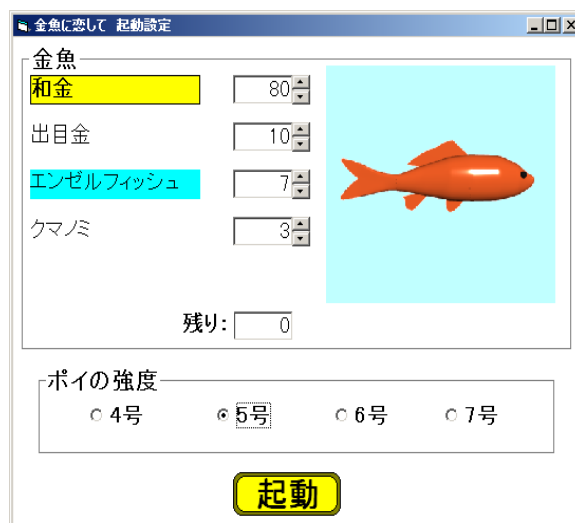 金魚に恋して 起動設定
金魚
和金 80
出目金 10
エンゼルフィッシュ 7
クマノミ 3
残り: 0
ポイの強度
4号 5号 6号 7号
起動